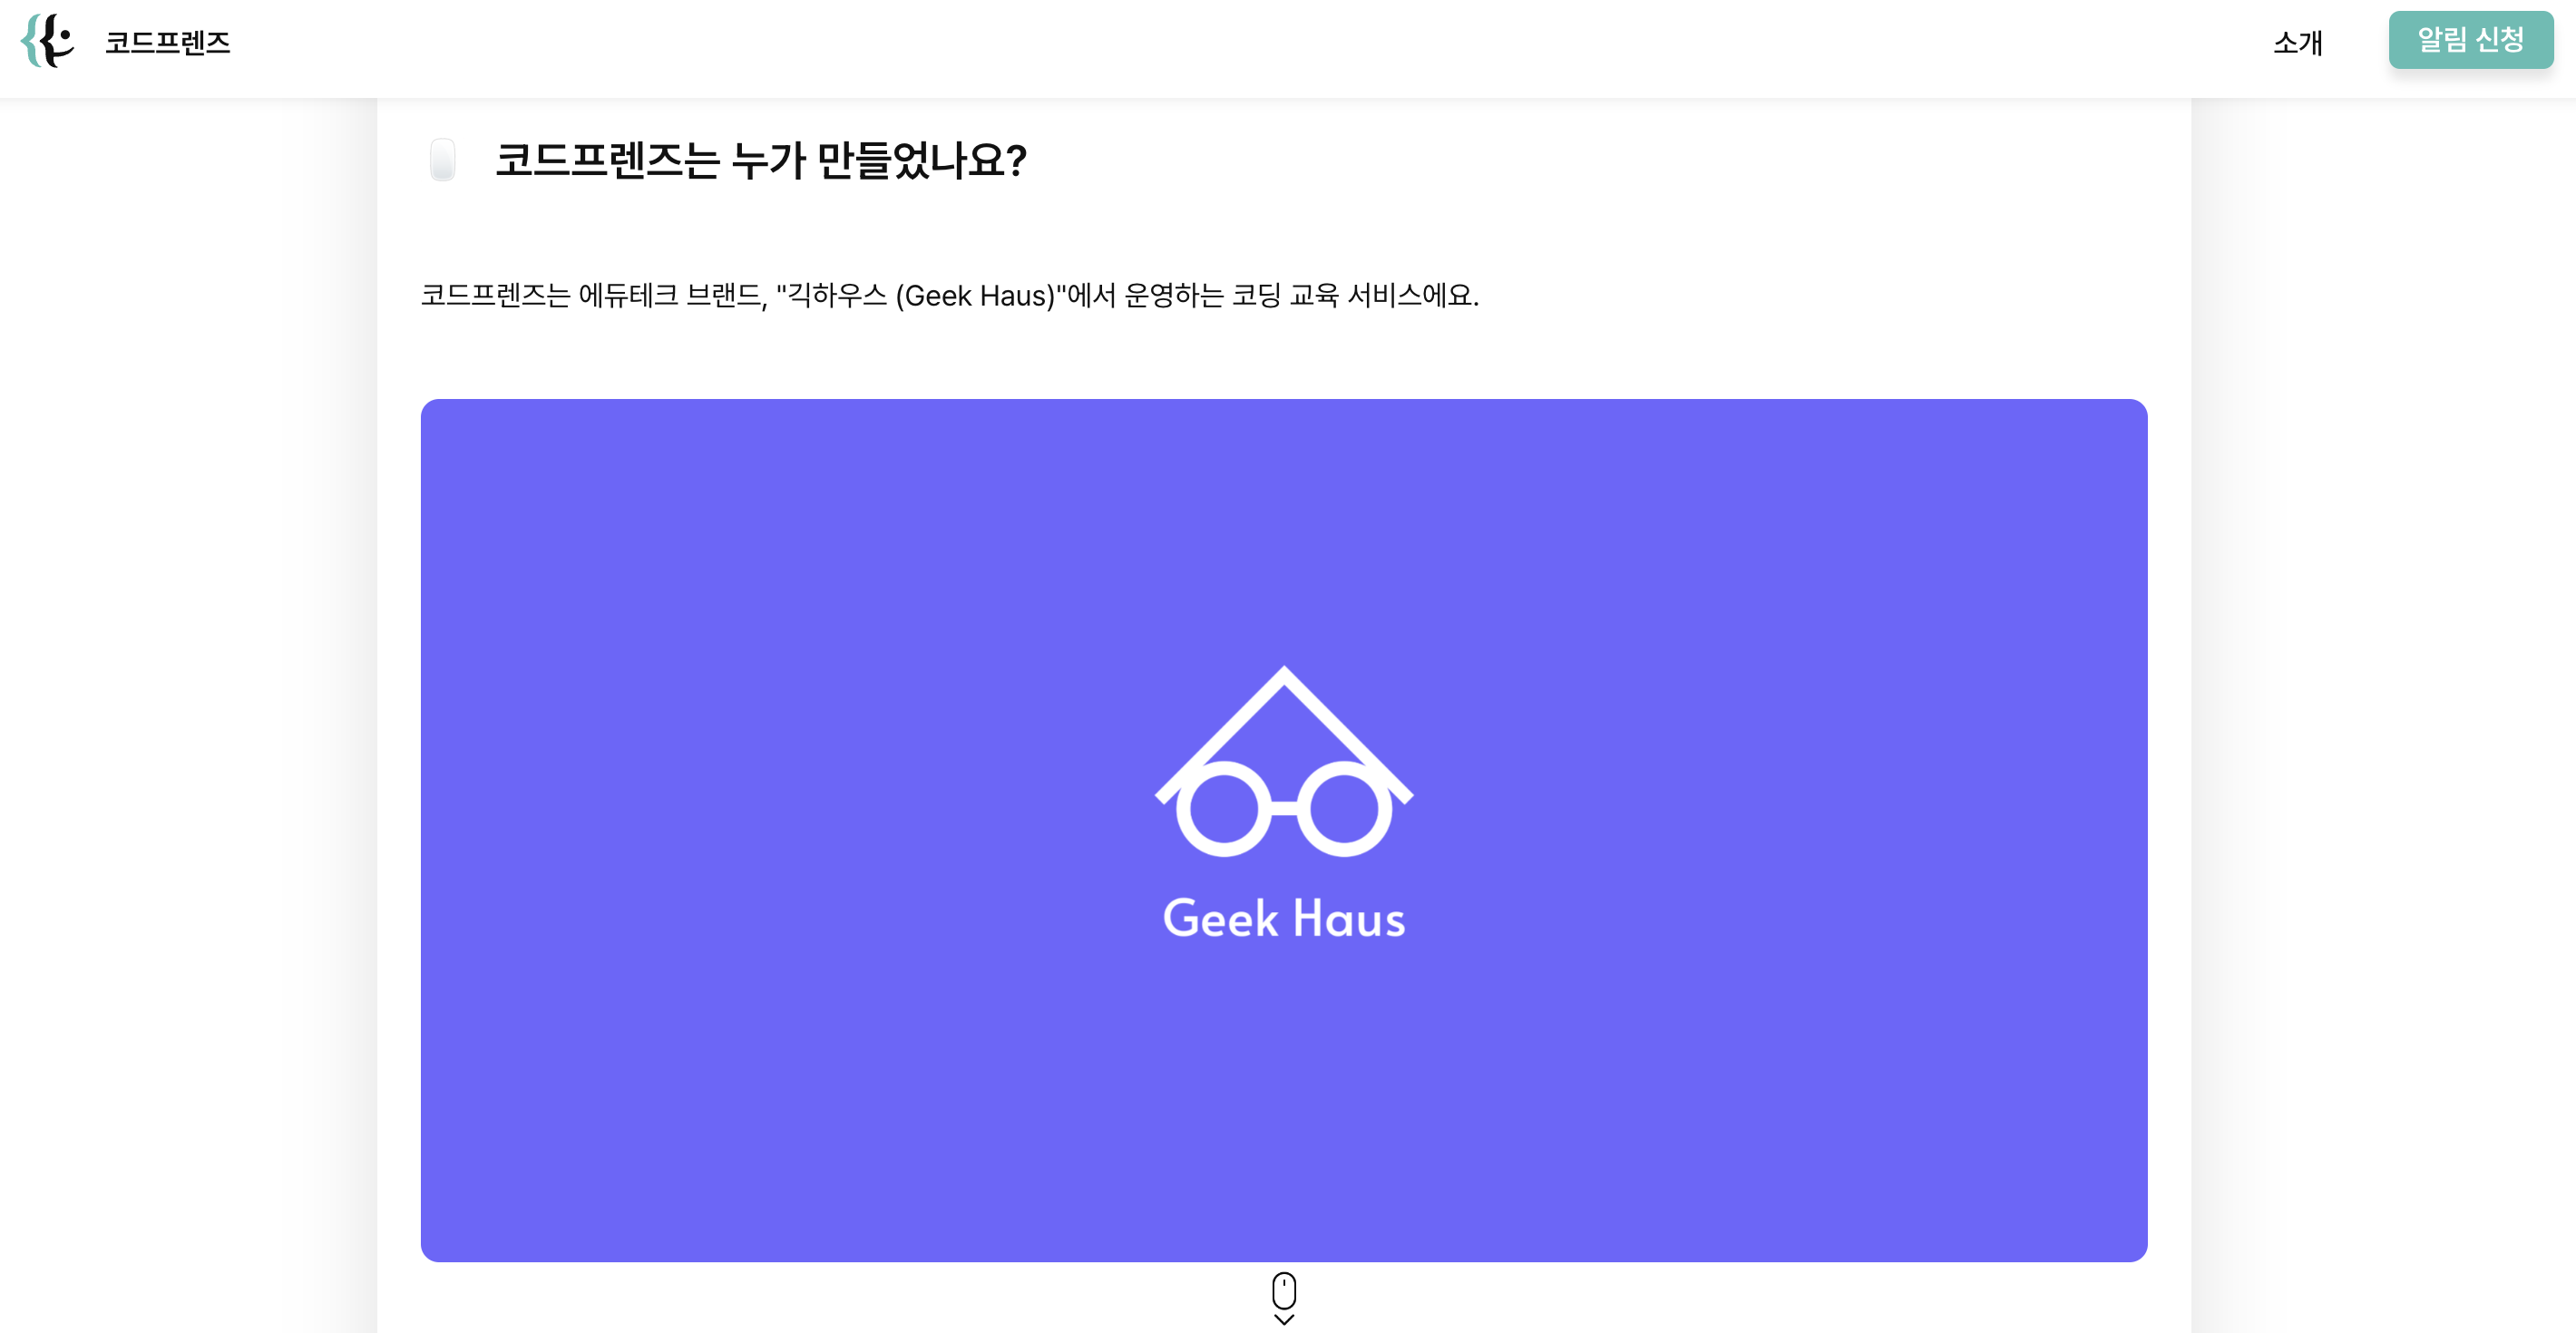 코드프렌즈
소개
알림 신청
코드프렌즈는 누가 만들었나요?
코드프렌즈는 에듀테크 브랜드, "긱하우스 (Geek Haus)"에서 운영하는 코딩 교육 서비스에요.
Geek Haus